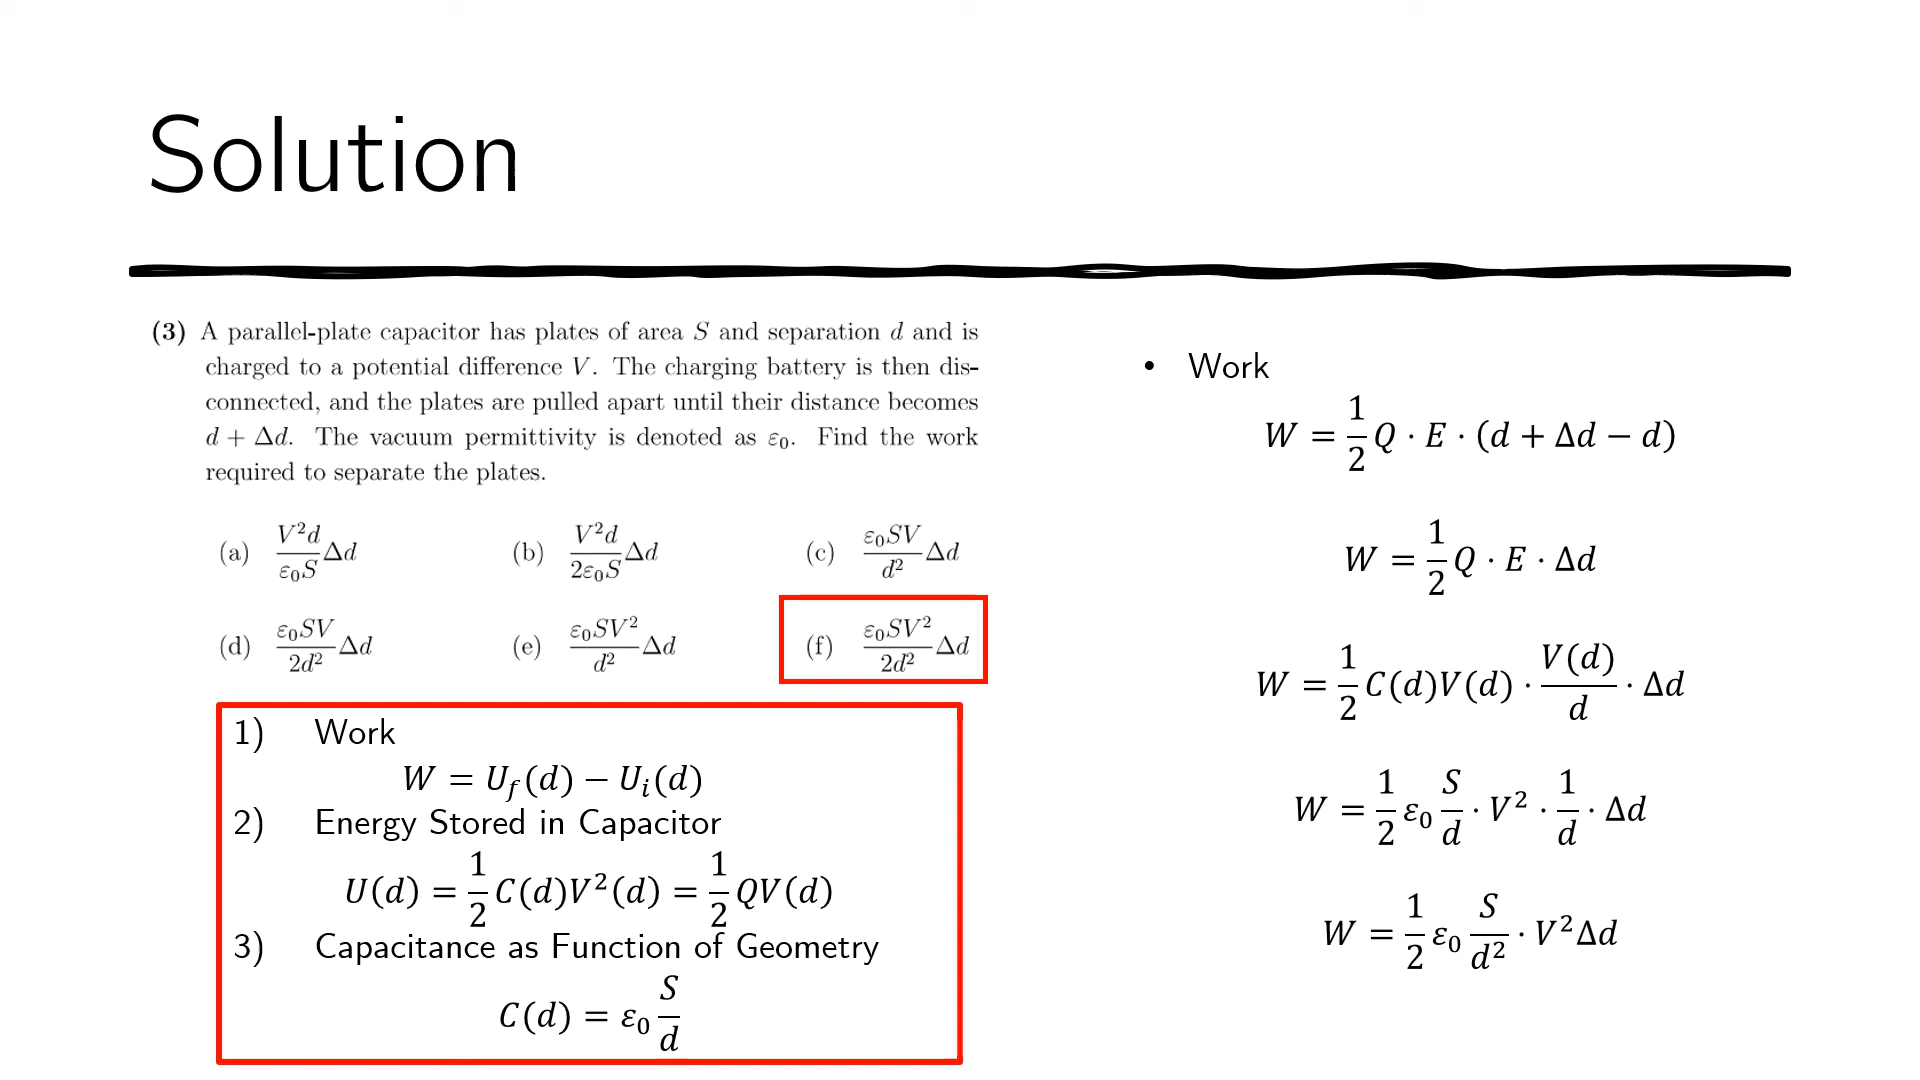 Solution
(3) A parallel-plate capacitor has plates of area S and separation d and is
charged to a potential difference V. The charging battery is then dis-
connected, and the plates are pulled apart until their distance becomes
d + Δd. The vacuum permittivity is denoted as ε₀. Find the work
required to separate the plates.
(a) V²d/ε₀S Δd (b) V²d/2ε₀S Δd (c) ε₀SV/d² Δd
(d) ε₀SV/2d² Δd (e) ε₀SV²/d² Δd (f) ε₀SV²/2d² Δd
1) Work
W = U_f(d) − U_i(d)
2) Energy Stored in Capacitor
U(d) = 1/2 C(d)V²(d) = 1/2 QV(d)
3) Capacitance as Function of Geometry
C(d) = ε₀ S/d
• Work
W = 1/2 Q · E · (d + Δd − d)
W = 1/2 Q · E · Δd
W = 1/2 C(d)V(d) · V(d)/d · Δd
W = 1/2 ε₀ S/d · V² · 1/d · Δd
W = 1/2 ε₀ S/d² · V²Δd